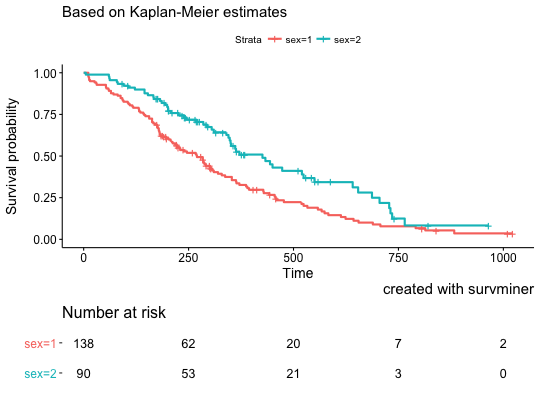 Based on Kaplan-Meier estimates
Strata sex=1 sex=2
Survival probability
1.00
0.75
0.50
0.25
0.00
0 250 500 750 1000
Time
created with survminer
Number at risk
sex=1 138 62 20 7 2
sex=2 90 53 21 3 0